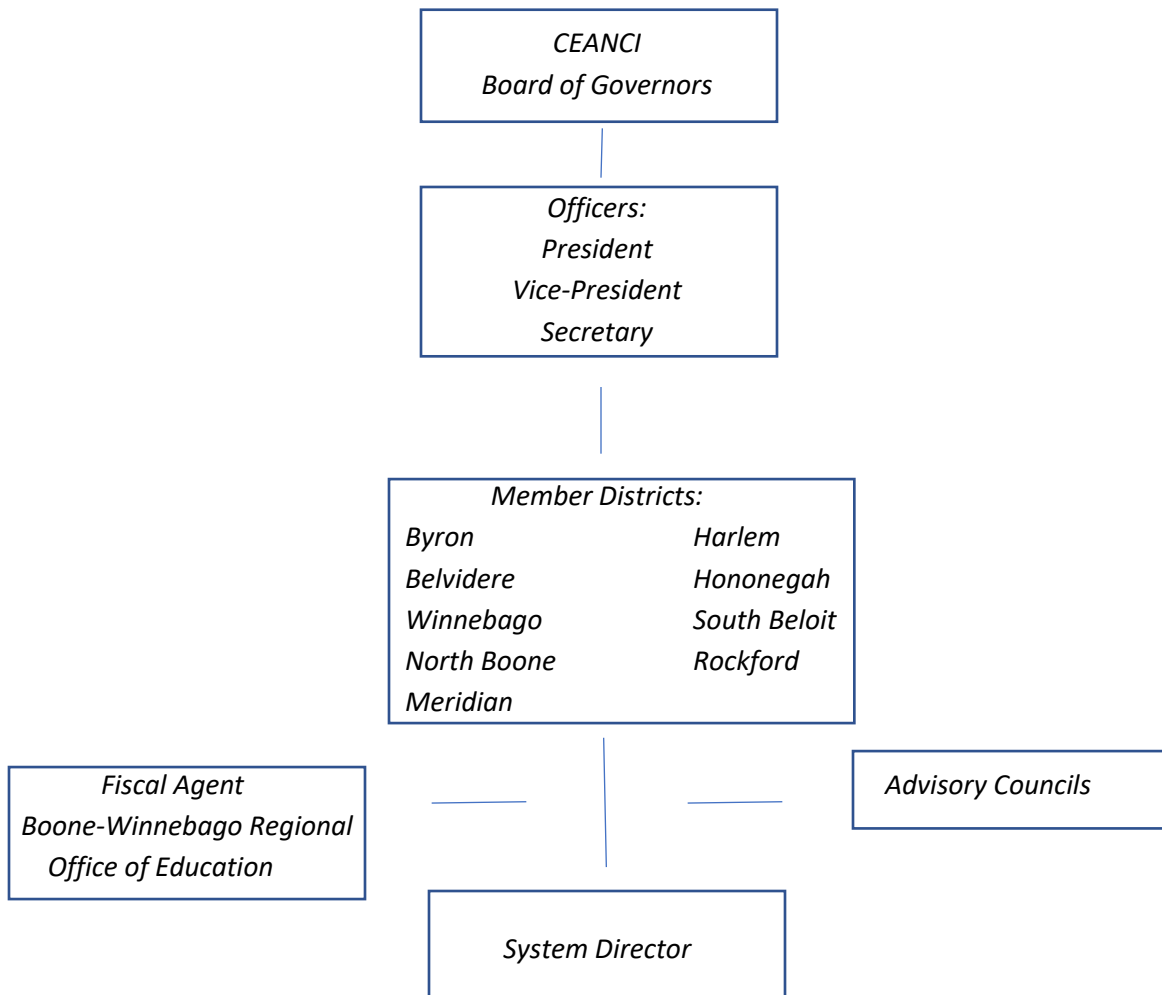 CEANCI
Board of Governors
Officers:
President
Vice-President
Secretary
Member Districts:
Byron Harlem
Belvidere Hononegah
Winnebago South Beloit
North Boone Rockford
Meridian
Fiscal Agent
Boone-Winnebago Regional
Office of Education
Advisory Councils
System Director